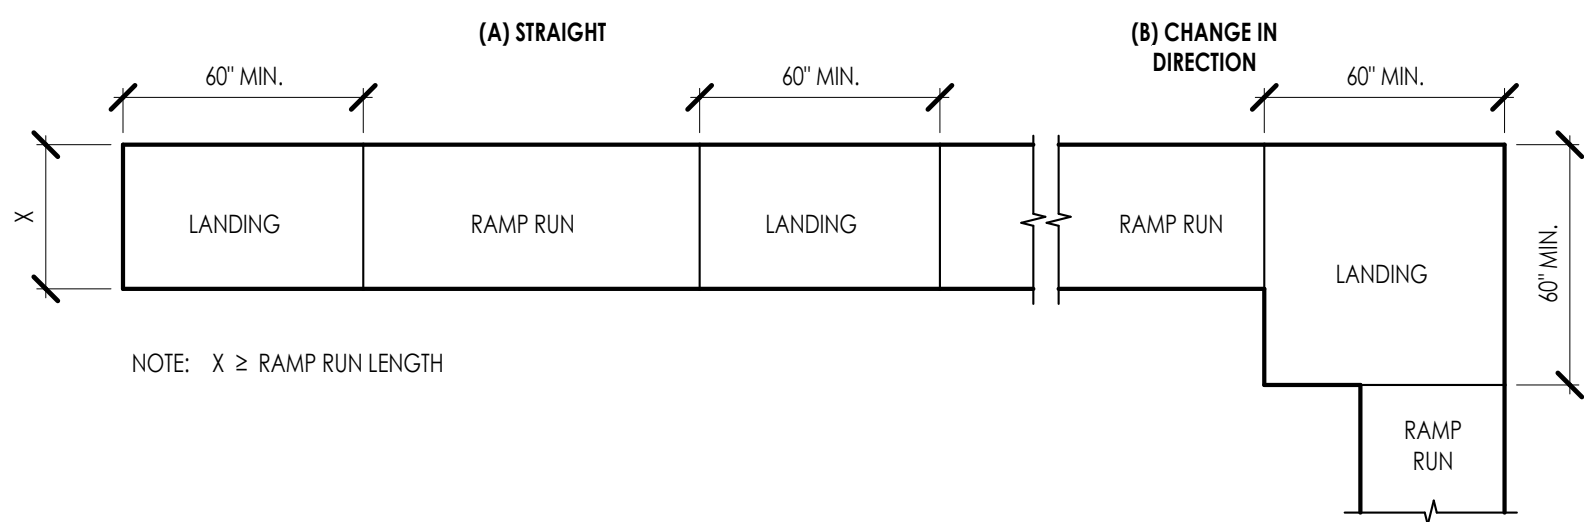 (A) STRAIGHT
(B) CHANGE IN
DIRECTION
60" MIN.
60" MIN.
60" MIN.
X
LANDING
RAMP RUN
LANDING
RAMP RUN
LANDING
60" MIN.
NOTE: X ≥ RAMP RUN LENGTH
RAMP
RUN